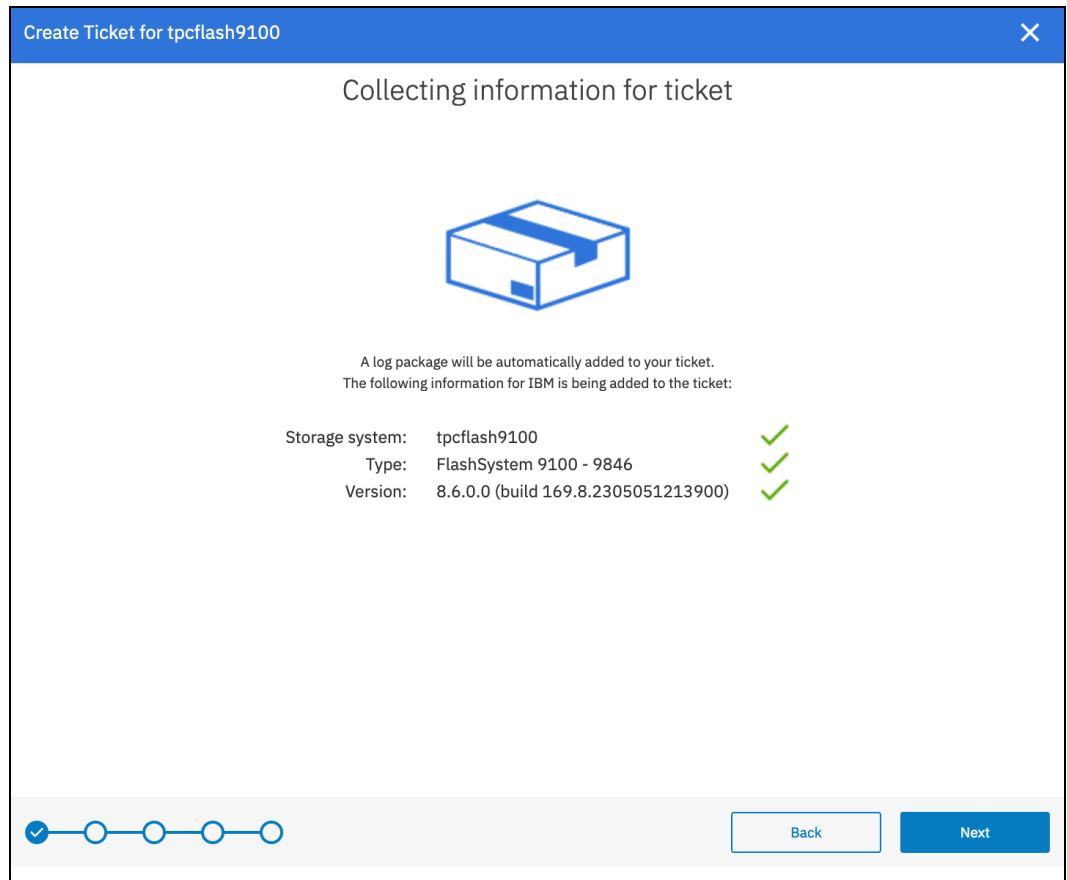 Create Ticket for tpcflash9100
Collecting information for ticket
A log package will be automatically added to your ticket.
The following information for IBM is being added to the ticket:
Storage system: tpcflash9100
Type: FlashSystem 9100 - 9846
Version: 8.6.0.0 (build 169.8.2305051213900)
Back Next